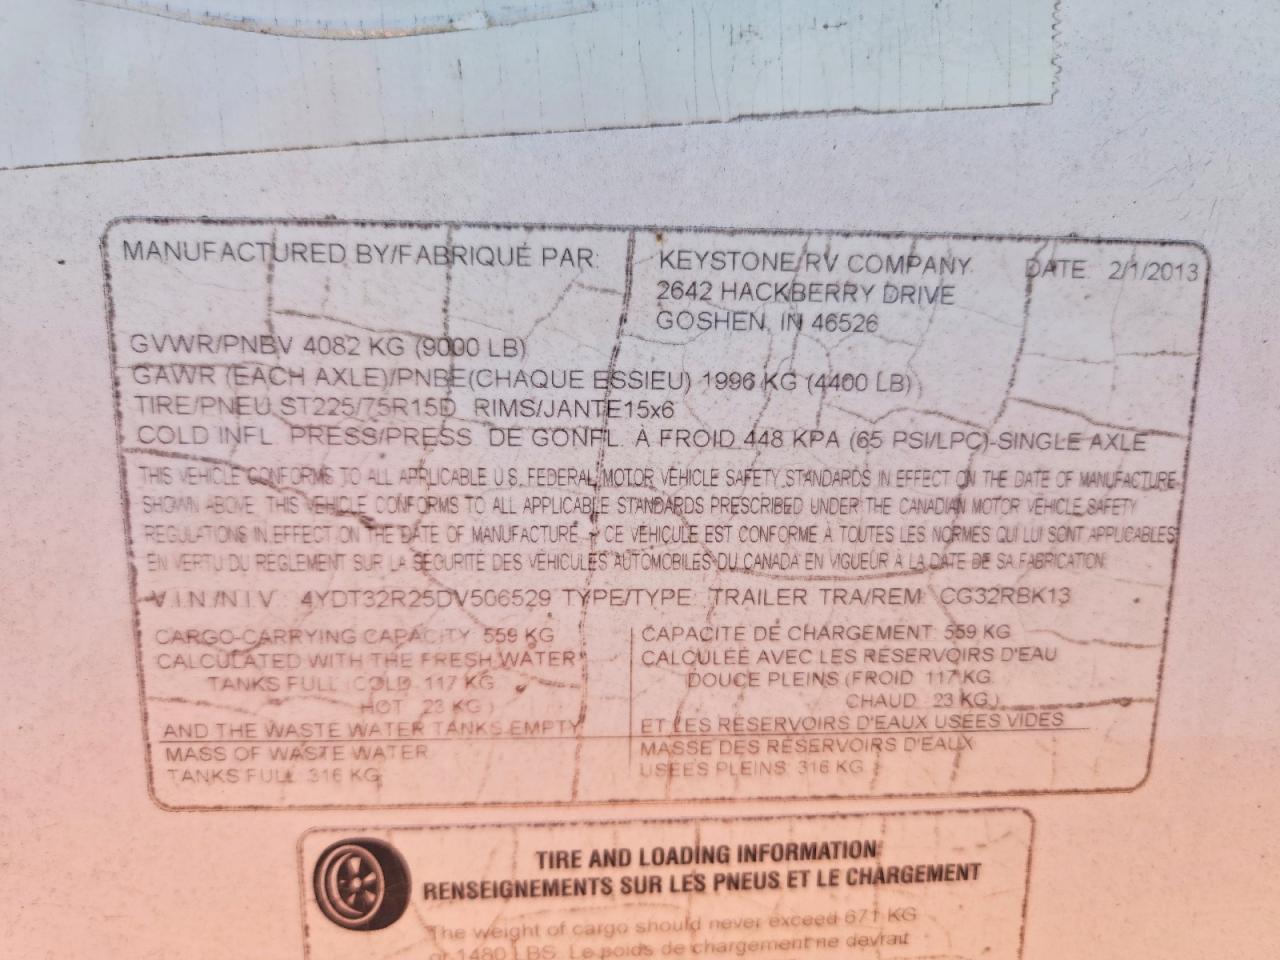 MANUFACTURED BY/FABRIQUÉ PAR: KEYSTONE RV COMPANY DATE: 2/1/2013
2642 HACKBERRY DRIVE
GOSHEN, IN 46526
GVWR/PNBV 4082 KG (9000 LB)
GAWR (EACH AXLE)/PNBE(CHAQUE ESSIEU) 1996 KG (4400 LB)
TIRE/PNEU ST225/75R15D RIMS/JANTE15x6
COLD INFL. PRESS/PRESS. DE GONFL. À FROID 448 KPA (65 PSI/LPC)-SINGLE AXLE
THIS VEHICLE CONFORMS TO ALL APPLICABLE U.S. FEDERAL MOTOR VEHICLE SAFETY STANDARDS IN EFFECT ON THE DATE OF MANUFACTURE
SHOWN ABOVE. THIS VEHICLE CONFORMS TO ALL APPLICABLE STANDARDS PRESCRIBED UNDER THE CANADIAN MOTOR VEHICLE SAFETY
REGULATIONS IN EFFECT ON THE DATE OF MANUFACTURE. / CE VÉHICULE EST CONFORME À TOUTES LES NORMES QUI LUI SONT APPLICABLES
EN VERTU DU RÈGLEMENT SUR LA SÉCURITÉ DES VÉHICULES AUTOMOBILES DU CANADA EN VIGUEUR À LA DATE DE SA FABRICATION.
V.I.N./N.I.V.: 4YDT32R25DV506529 TYPE/TYPE: TRAILER TRA/REM: CG32RBK13
CARGO-CARRYING CAPACITY: 559 KG
CALCULATED WITH THE FRESH WATER
TANKS FULL (COLD: 117 KG
HOT: 23 KG)
AND THE WASTE WATER TANKS EMPTY
MASS OF WASTE WATER
TANKS FULL: 316 KG
CAPACITÉ DE CHARGEMENT: 559 KG
CALCULÉE AVEC LES RÉSERVOIRS D'EAU
DOUCE PLEINS (FROID: 117 KG
CHAUD: 23 KG)
ET LES RÉSERVOIRS D'EAUX USÉES VIDES
MASSE DES RÉSERVOIRS D'EAUX
USÉES PLEINS: 316 KG
TIRE AND LOADING INFORMATION
RENSEIGNEMENTS SUR LES PNEUS ET LE CHARGEMENT
The weight of cargo should never exceed 671 KG
or 1480 LBS. Le poids de chargement ne devrait